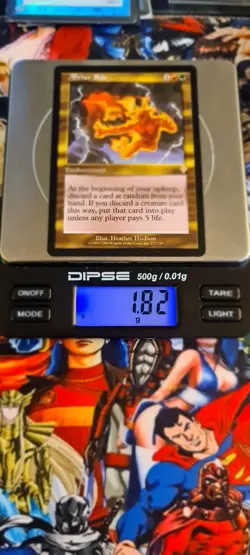 Enchantment
At the beginning of your upkeep,
discard a card at random from your
hand. If you discard a creature card
this way, put that card into play
unless any player pays 5 life.
Illus. Heather Hudson
DIPSE 500g / 0.01g
ON/OFF
TARE
1.82
g
MODE
LIGHT